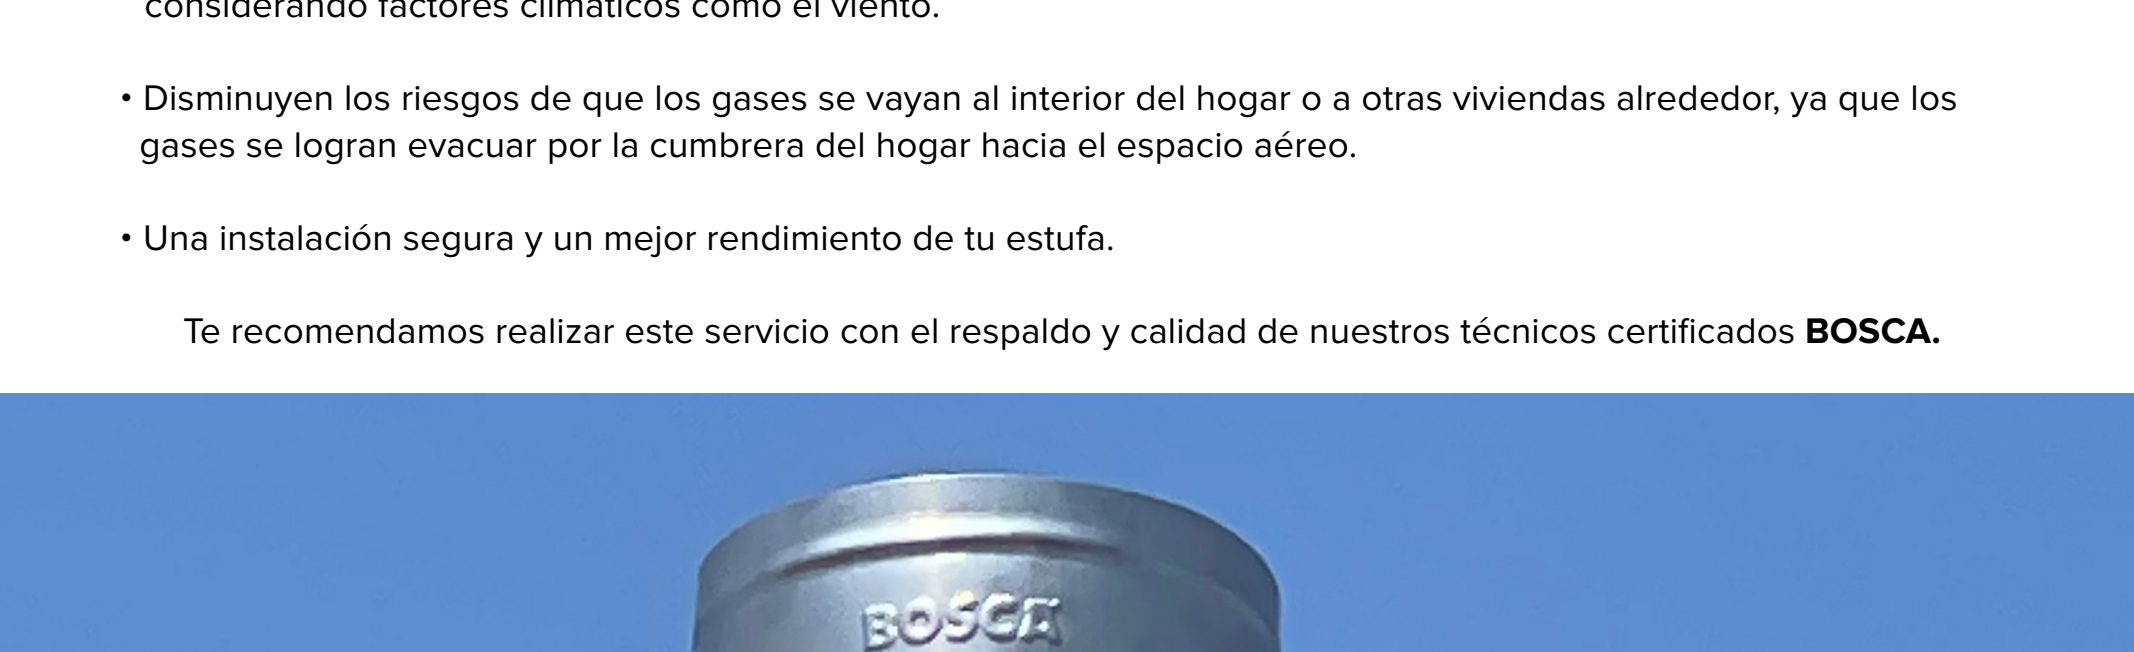 considerando factores climáticos como el viento.
• Disminuyen los riesgos de que los gases se vayan al interior del hogar o a otras viviendas alrededor, ya que los
gases se logran evacuar por la cumbrera del hogar hacia el espacio aéreo.
• Una instalación segura y un mejor rendimiento de tu estufa.
Te recomendamos realizar este servicio con el respaldo y calidad de nuestros técnicos certificados BOSCA.
BOSCA